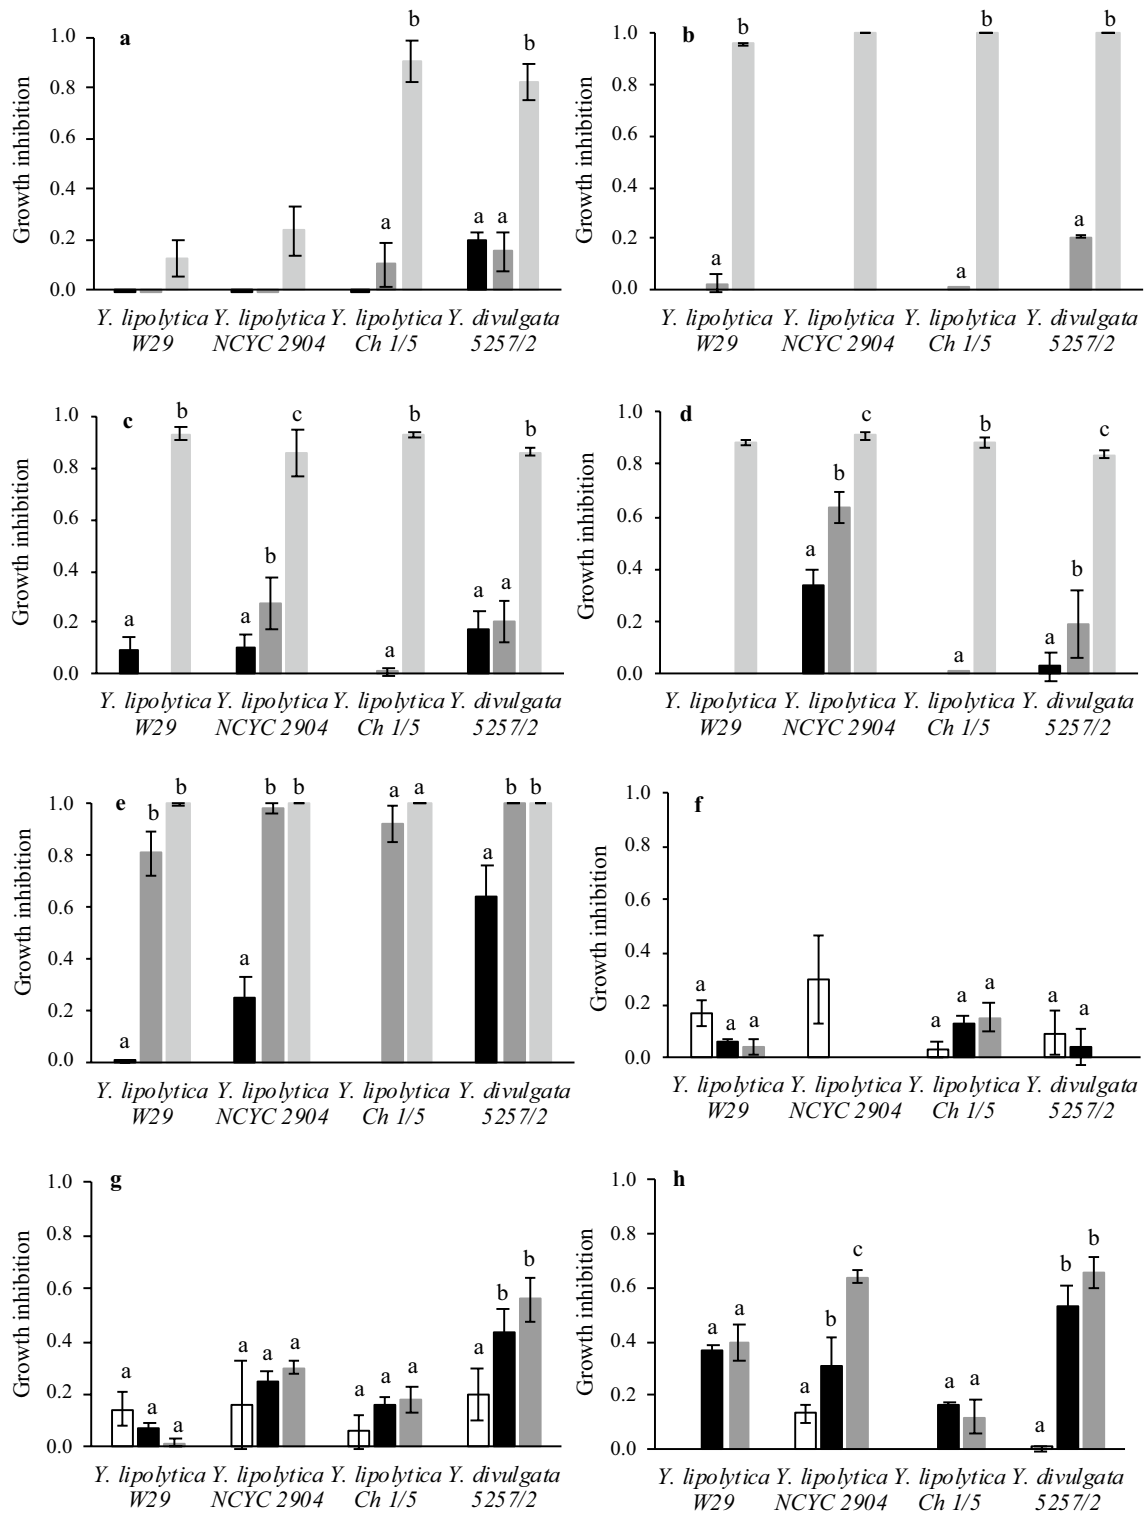 a
b
b
Growth inhibition
1.0
0.8
0.6
0.4
0.2
0.0
a
a
a
Y. lipolytica Y. lipolytica Y. lipolytica Y. divulgata
W29 NCYC 2904 Ch 1/5 5257/2
b
b
b
b
Growth inhibition
1.0
0.8
0.6
0.4
0.2
0.0
a
a
a
Y. lipolytica Y. lipolytica Y. lipolytica Y. divulgata
W29 NCYC 2904 Ch 1/5 5257/2
c
b
c
b
b
Growth inhibition
1.0
0.8
0.6
0.4
0.2
0.0
a
a
b
a
a
a
Y. lipolytica Y. lipolytica Y. lipolytica Y. divulgata
W29 NCYC 2904 Ch 1/5 5257/2
d
c
b
c
Growth inhibition
1.0
0.8
0.6
0.4
0.2
0.0
a
b
a
a
b
Y. lipolytica Y. lipolytica Y. lipolytica Y. divulgata
W29 NCYC 2904 Ch 1/5 5257/2
e
Growth inhibition
1.0
0.8
0.6
0.4
0.2
0.0
a
b
b
a
b
b
a
a
a
b
b
Y. lipolytica Y. lipolytica Y. lipolytica Y. divulgata
W29 NCYC 2904 Ch 1/5 5257/2
f
Growth inhibition
1.0
0.8
0.6
0.4
0.2
0.0
a
a
a
a
a
a
a
a
Y. lipolytica Y. lipolytica Y. lipolytica Y. divulgata
W29 NCYC 2904 Ch 1/5 5257/2
g
Growth inhibition
1.0
0.8
0.6
0.4
0.2
0.0
a
a
a
a
a
a
a
a
a
a
b
b
Y. lipolytica Y. lipolytica Y. lipolytica Y. divulgata
W29 NCYC 2904 Ch 1/5 5257/2
h
Growth inhibition
1.0
0.8
0.6
0.4
0.2
0.0
a
a
a
b
c
a
a
a
b
b
Y. lipolytica Y. lipolytica Y. lipolytica Y. divulgata
W29 NCYC 2904 Ch 1/5 5257/2